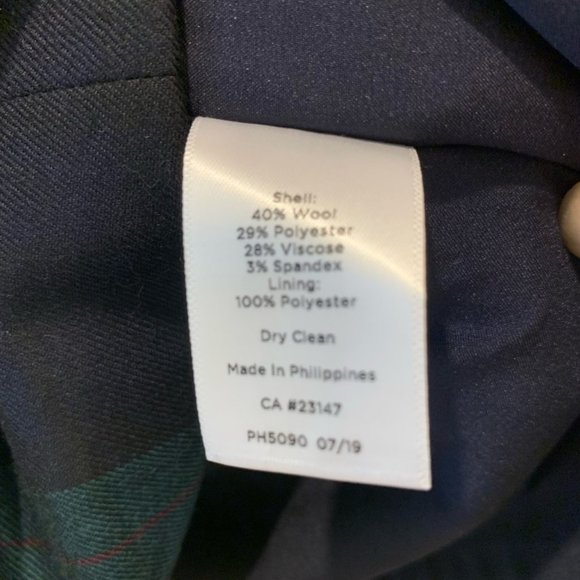 Shell:
40% Wool
29% Polyester
28% Viscose
3% Spandex
Lining:
100% Polyester
Dry Clean
Made In Philippines
CA #23147
PH5090 07/19